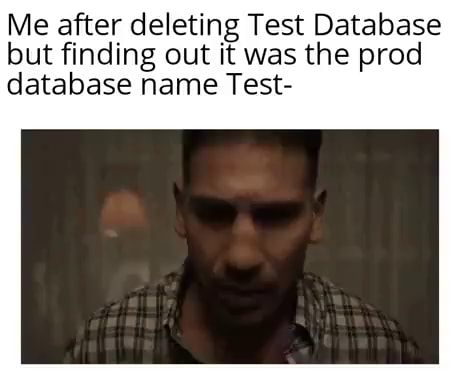 Me after deleting Test Database
but finding out it was the prod
database name Test-